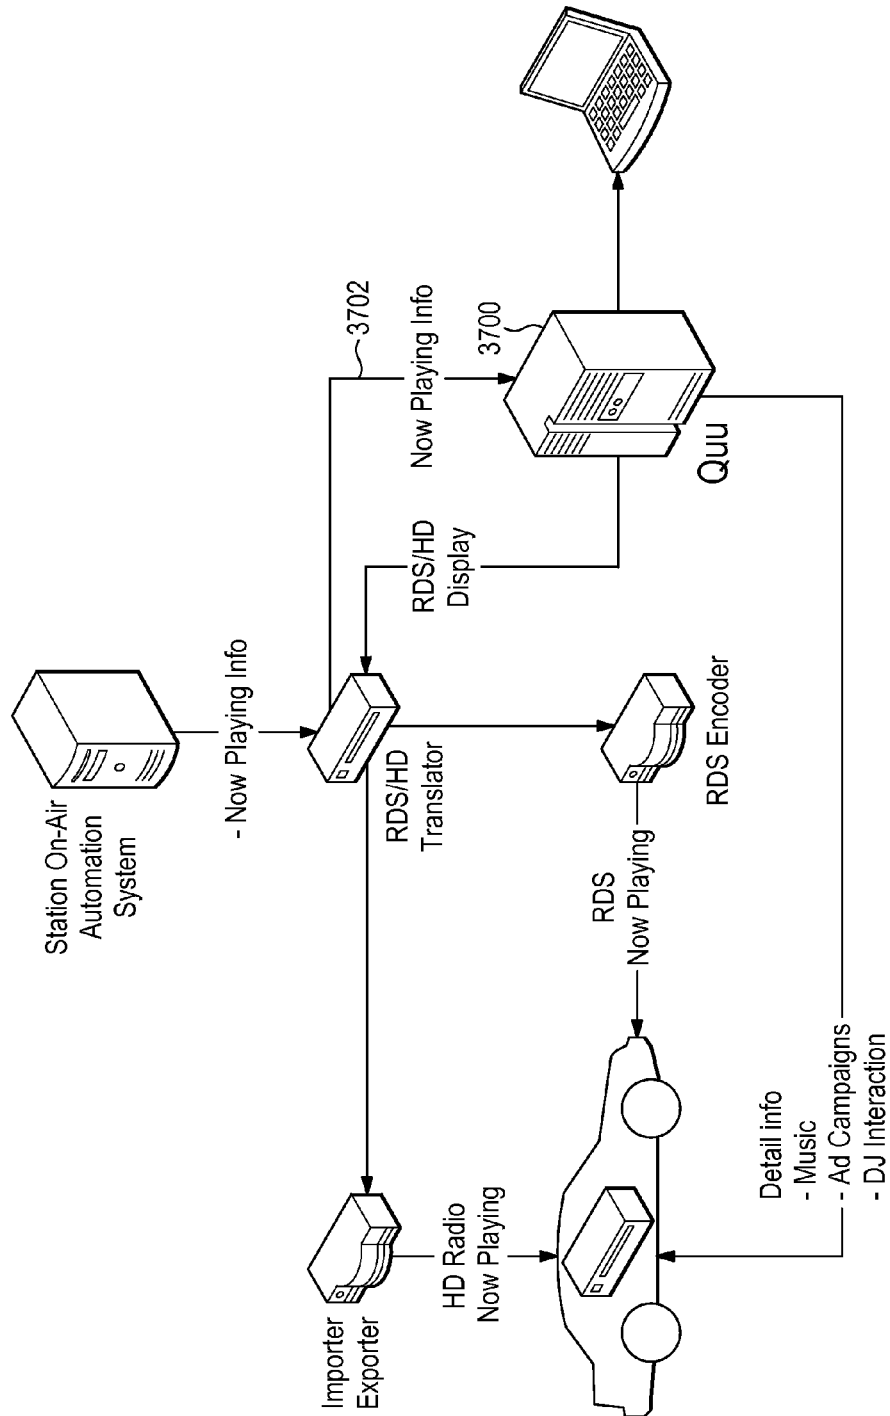 Station On-Air
Automation
System
- Now Playing Info
3702
Now Playing Info
RDS/HD
Translator
RDS/HD
Display
3700
Quu
Importer
Exporter
HD Radio
Now Playing
RDS
Now Playing
RDS Encoder
Detail info
- Music
- Ad Campaigns
- DJ Interaction